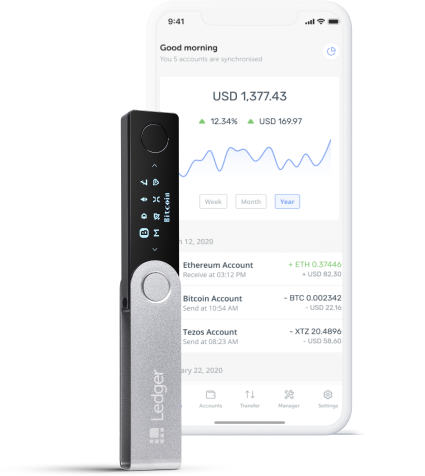 9:41
Good morning
You 5 accounts are synchronised
USD 1,377.43
12.34% USD 169.97
Week Month Year
12, 2020
Ethereum Account + ETH 0.37446
Receive at 03:12 PM + USD 82.30
Bitcoin Account - BTC 0.002342
Send at 10:54 AM - USD 22.16
Tezos Account - XTZ 20.4896
Send at 08:23 AM - USD 58.60
22, 2020
Accounts Transfer Manager Settings
Bitcoin
Ledger